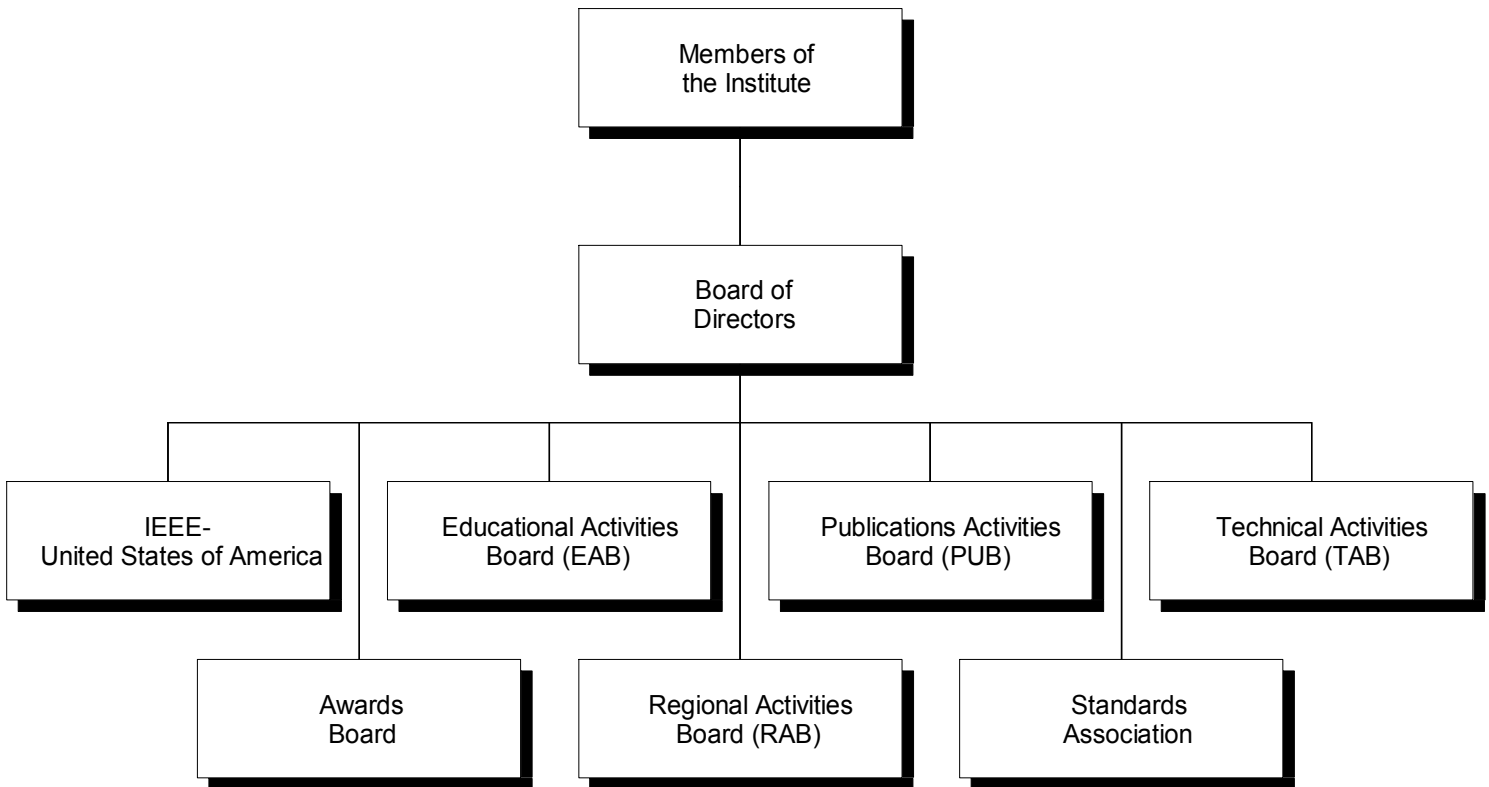 Members of
the Institute
Board of
Directors
IEEE-
United States of America
Educational Activities
Board (EAB)
Publications Activities
Board (PUB)
Technical Activities
Board (TAB)
Awards
Board
Regional Activities
Board (RAB)
Standards
Association